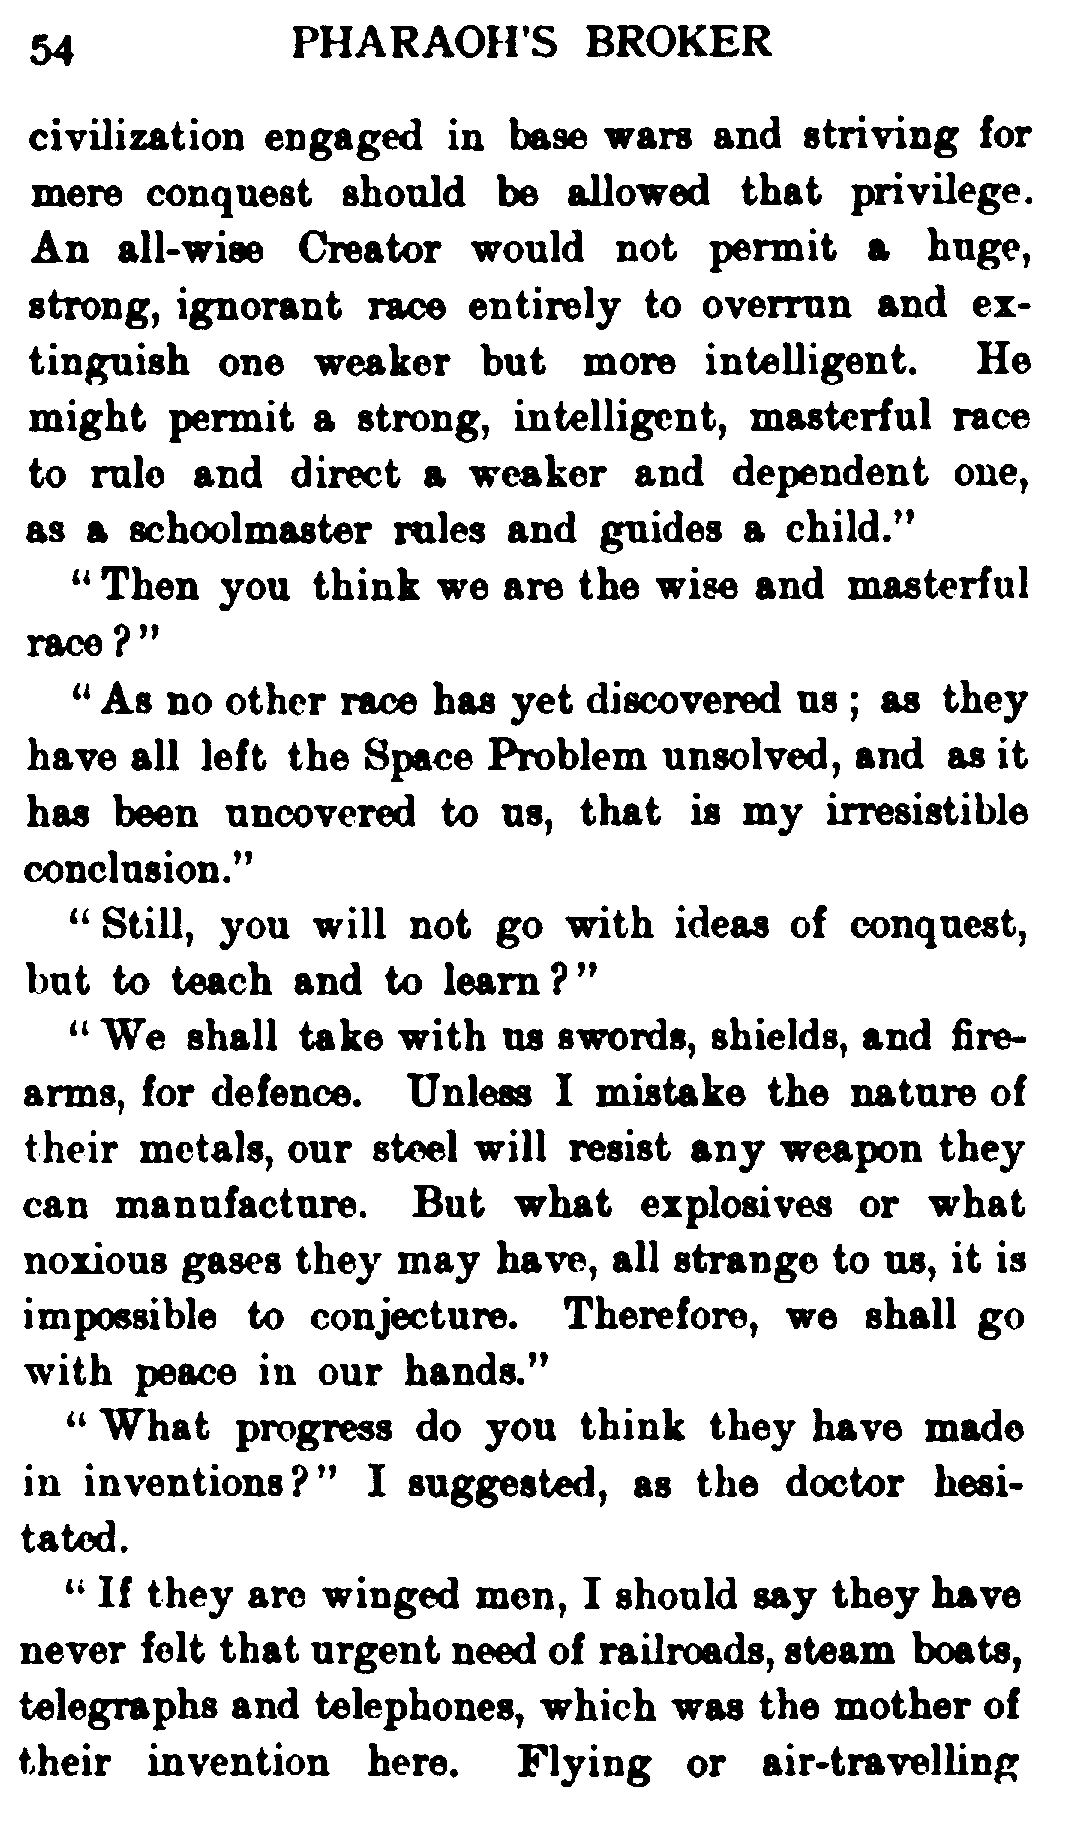 54 PHARAOH'S BROKER
civilization engaged in base wars and striving for
mere conquest should be allowed that privilege.
An all-wise Creator would not permit a huge,
strong, ignorant race entirely to overrun and ex-
tinguish one weaker but more intelligent. He
might permit a strong, intelligent, masterful race
to rule and direct a weaker and dependent one,
as a schoolmaster rules and guides a child."
"Then you think we are the wise and masterful
race?"
"As no other race has yet discovered us; as they
have all left the Space Problem unsolved, and as it
has been uncovered to us, that is my irresistible
conclusion."
"Still, you will not go with ideas of conquest,
but to teach and to learn?"
"We shall take with us swords, shields, and fire-
arms, for defence. Unless I mistake the nature of
their metals, our steel will resist any weapon they
can manufacture. But what explosives or what
noxious gases they may have, all strange to us, it is
impossible to conjecture. Therefore, we shall go
with peace in our hands."
"What progress do you think they have made
in inventions?" I suggested, as the doctor hesi-
tated.
"If they are winged men, I should say they have
never felt that urgent need of railroads, steam boats,
telegraphs and telephones, which was the mother of
their invention here. Flying or air-travelling